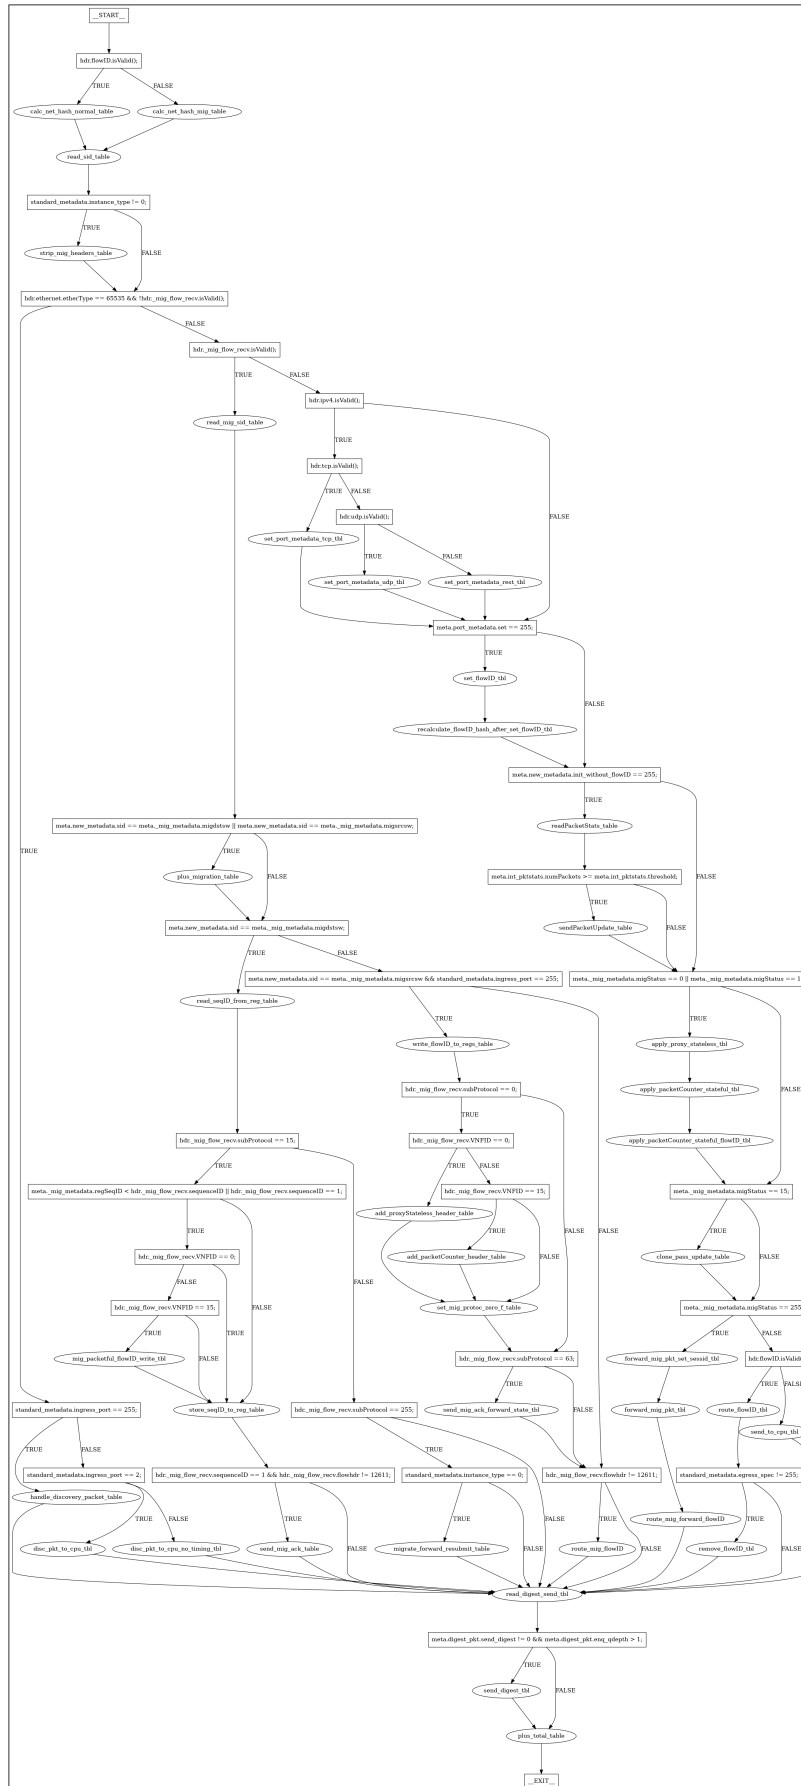 __START__
hdr.flowID.isValid();
TRUE
FALSE
calc_net_hash_normal_table
calc_net_hash_mig_table
read_sid_table
standard_metadata.instance_type != 0;
TRUE
FALSE
strip_mig_headers_table
hdr.ethernet.etherType == 65535 && !hdr._mig_flow_recv.isValid();
FALSE
hdr._mig_flow_recv.isValid();
TRUE
FALSE
hdr.ipv4.isValid();
read_mig_sid_table
TRUE
hdr.tcp.isValid();
TRUE
FALSE
hdr.udp.isValid();
FALSE
set_port_metadata_tcp_tbl
TRUE
FALSE
set_port_metadata_udp_tbl
set_port_metadata_rest_tbl
meta.port_metadata.set == 255;
TRUE
set_flowID_tbl
FALSE
recalculate_flowID_hash_after_set_flowID_tbl
meta.new_metadata.init_without_flowID == 255;
TRUE
meta.new_metadata.sid == meta._mig_metadata.migdstsw || meta.new_metadata.sid == meta._mig_metadata.migsrcsw;
readPacketStats_table
TRUE
TRUE
FALSE
plus_migration_table
meta.int_pktstats.numPackets >= meta.int_pktstats.threshold;
FALSE
TRUE
meta.new_metadata.sid == meta._mig_metadata.migdstsw;
sendPacketUpdate_table
FALSE
TRUE
FALSE
meta.new_metadata.sid == meta._mig_metadata.migsrcsw && standard_metadata.ingress_port == 255;
meta._mig_metadata.migStatus == 0 || meta._mig_metadata.migStatus == 1
read_seqID_from_reg_table
TRUE
TRUE
write_flowID_to_regs_table
apply_proxy_stateless_tbl
hdr._mig_flow_recv.subProtocol == 0;
apply_packetCounter_stateful_tbl
FALSE
TRUE
hdr._mig_flow_recv.subProtocol == 15;
hdr._mig_flow_recv.VNFID == 0;
apply_packetCounter_stateful_flowID_tbl
TRUE
TRUE
FALSE
meta._mig_metadata.regSeqID < hdr._mig_flow_recv.sequenceID || hdr._mig_flow_recv.sequenceID == 1;
hdr._mig_flow_recv.VNFID == 15;
meta._mig_metadata.migStatus == 15;
add_proxyStateless_header_table
TRUE
TRUE
FALSE
FALSE
TRUE
hdr._mig_flow_recv.VNFID == 0;
add_packetCounter_header_table
FALSE
clone_pass_update_table
FALSE
FALSE
TRUE
FALSE
FALSE
hdr._mig_flow_recv.VNFID == 15;
set_mig_protoc_zero_f_table
meta._mig_metadata.migStatus == 255
TRUE
FALSE
TRUE
FALSE
mig_packetful_flowID_write_tbl
hdr._mig_flow_recv.subProtocol == 63;
forward_mig_pkt_set_sessid_tbl
TRUE
TRUE
FALSE
store_seqID_to_reg_table
hdr._mig_flow_recv.subProtocol == 255;
send_mig_ack_forward_state_tbl
FALSE
forward_mig_pkt_tbl
route_flowID_tbl
standard_metadata.ingress_port == 255;
send_to_cpu_tbl
TRUE
FALSE
TRUE
standard_metadata.ingress_port == 2;
hdr._mig_flow_recv.sequenceID == 1 && hdr._mig_flow_recv.flowhdr != 12611;
standard_metadata.instance_type == 0;
hdr._mig_flow_recv.flowhdr != 12611;
standard_metadata.egress_spec != 255;
handle_discovery_packet_table
TRUE
FALSE
TRUE
FALSE
FALSE
TRUE
FALSE
TRUE
FALSE
route_mig_forward_flowID
TRUE
FALSE
disc_pkt_to_cpu_tbl
disc_pkt_to_cpu_no_timing_tbl
send_mig_ack_table
migrate_forward_resubmit_table
route_mig_flowID
remove_flowID_tbl
read_digest_send_tbl
meta.digest_pkt.send_digest != 0 && meta.digest_pkt.enq_qdepth > 1;
TRUE
FALSE
send_digest_tbl
plus_total_table
__EXIT__